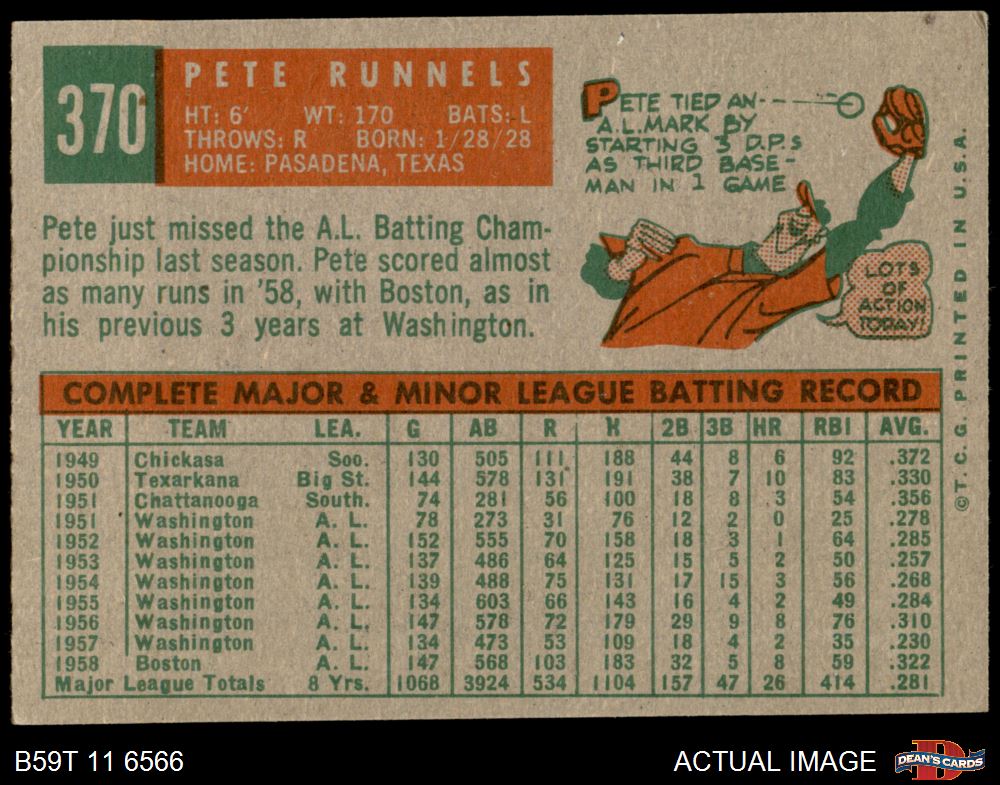 370
PETE RUNNELS
HT: 6' WT: 170 BATS: L
THROWS: R BORN: 1/28/28
HOME: PASADENA, TEXAS
PETE TIED AN
A.L. MARK BY
STARTING 3 D.P.S
AS THIRD BASE-
MAN IN 1 GAME
LOTS
OF
ACTION
TODAY!
Pete just missed the A.L. Batting Cham-
pionship last season. Pete scored almost
as many runs in '58, with Boston, as in
his previous 3 years at Washington.
COMPLETE MAJOR & MINOR LEAGUE BATTING RECORD
YEAR TEAM LEA. G AB R H 2B 3B HR RBI AVG.
1949 Chickasa Soo. 130 505 111 188 44 8 6 92 .372
1950 Texarkana Big St. 144 578 131 191 38 7 10 83 .330
1951 Chattanooga South. 74 281 56 100 18 8 3 54 .356
1951 Washington A. L. 78 273 31 76 12 2 0 25 .278
1952 Washington A. L. 152 555 70 158 18 3 1 64 .285
1953 Washington A. L. 137 486 64 125 15 5 2 50 .257
1954 Washington A. L. 139 488 75 131 17 15 3 56 .268
1955 Washington A. L. 134 603 66 143 16 4 2 49 .284
1956 Washington A. L. 147 578 72 179 29 9 8 76 .310
1957 Washington A. L. 134 473 53 109 18 4 2 35 .230
1958 Boston A. L. 147 568 103 183 32 5 8 59 .322
Major League Totals 8 Yrs. 1068 3924 534 1104 157 47 26 414 .281
©T.C.G. PRINTED IN U.S.A.
B59T 11 6566
ACTUAL IMAGE
DEAN'S CARDS